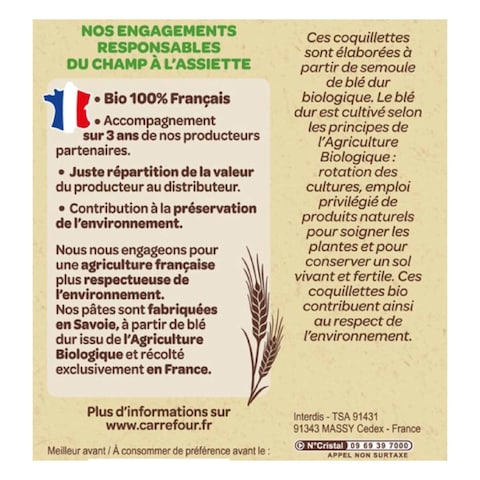 NOS ENGAGEMENTS
RESPONSABLES
DU CHAMP À L'ASSIETTE
• Bio 100% Français
• Accompagnement
sur 3 ans de nos producteurs
partenaires.
• Juste répartition de la valeur
du producteur au distributeur.
• Contribution à la préservation
de l'environnement.
Nous nous engageons pour
une agriculture française
plus respectueuse de
l'environnement.
Nos pâtes sont fabriquées
en Savoie, à partir de blé
dur issu de l'Agriculture
Biologique et récolté
exclusivement en France.
Plus d'informations sur
www.carrefour.fr
Meilleur avant / À consommer de préférence avant le :
Ces coquillettes
sont élaborées à
partir de semoule
de blé dur
biologique. Le blé
dur est cultivé selon
les principes de
l'Agriculture
Biologique :
rotation des
cultures, emploi
privilégié de
produits naturels
pour soigner les
plantes et pour
conserver un sol
vivant et fertile. Ces
coquillettes bio
contribuent ainsi
au respect de
l'environnement.
Interdis - TSA 91431
91343 MASSY Cedex - France
N°Cristal 09 69 39 7000
APPEL NON SURTAXE